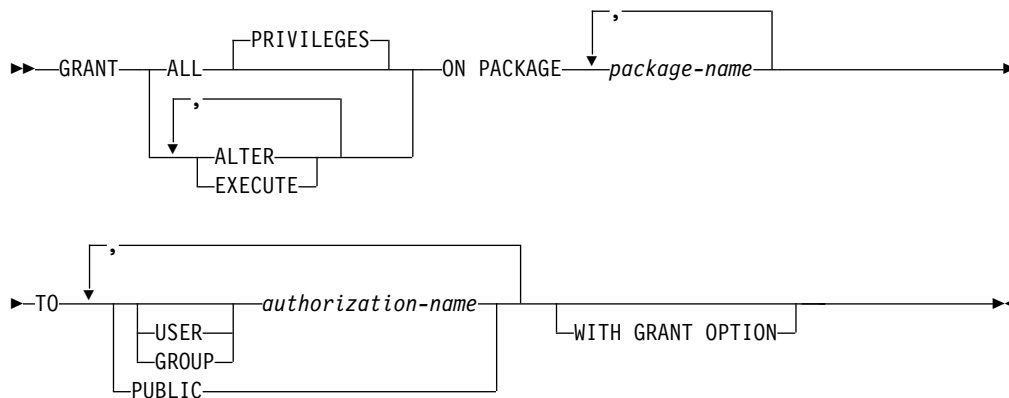 ,
PRIVILEGES
GRANT ALL ON PACKAGE package-name
,
ALTER
EXECUTE
,
TO authorization-name
USER WITH GRANT OPTION
GROUP
PUBLIC